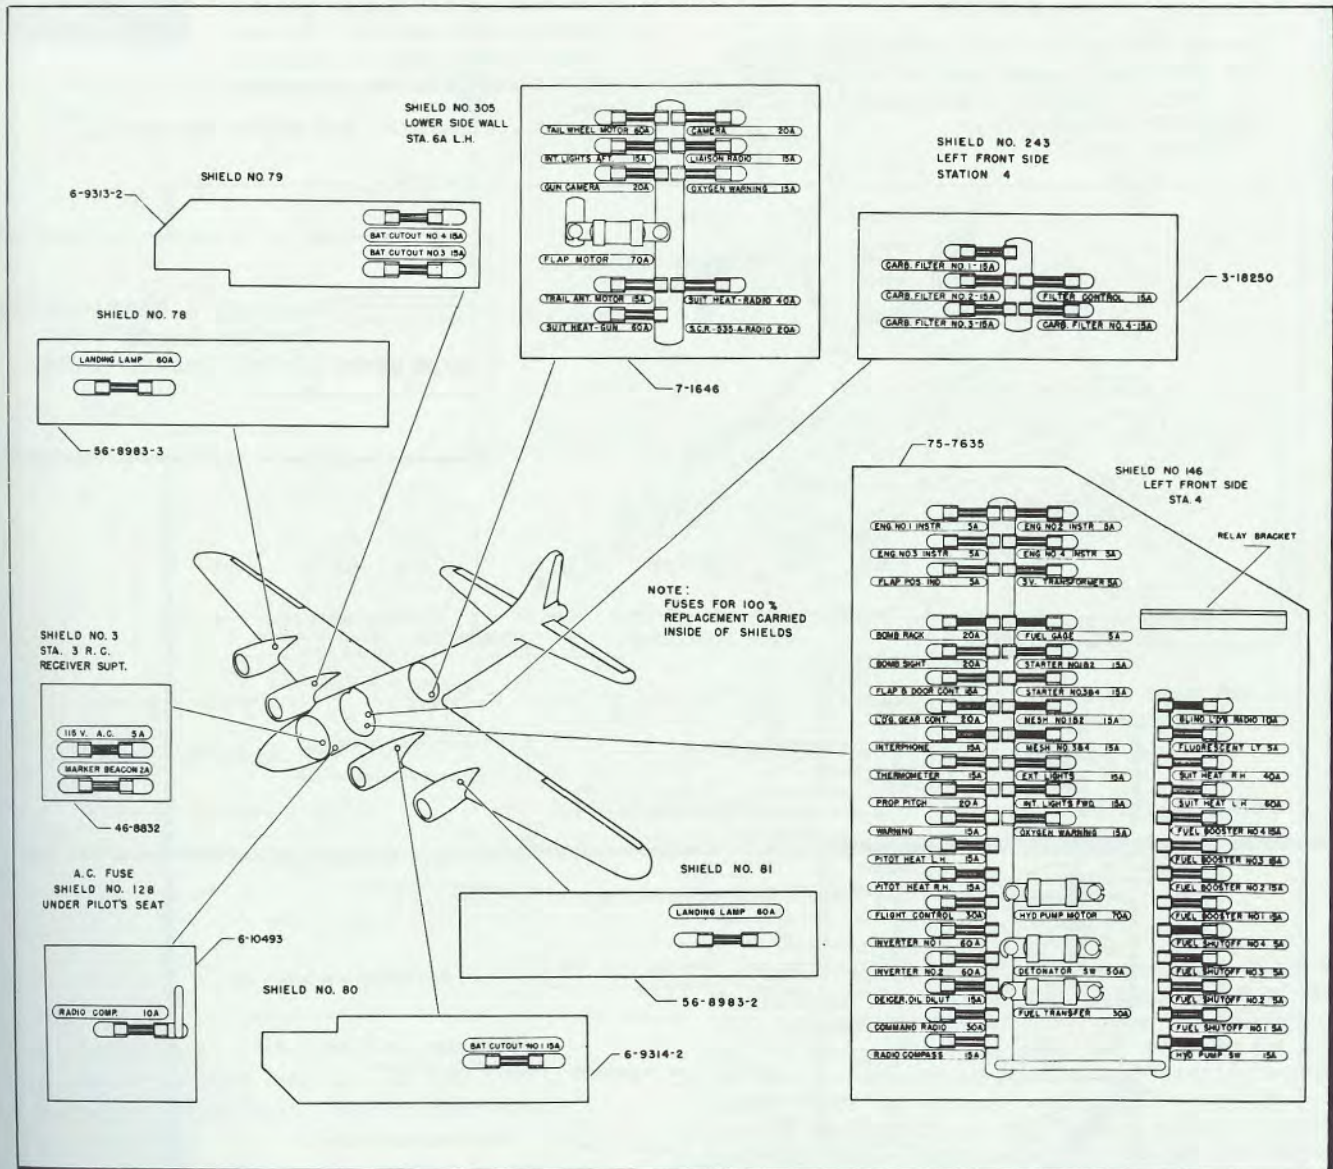 SHIELD NO. 305
LOWER SIDE WALL
STA. 6A L.H.
TAIL WHEEL MOTOR 60A
CAMERA 20A
INT. LIGHTS AFT 15A
LIAISON RADIO 15A
GUN CAMERA 20A
OXYGEN WARNING 15A
FLAP MOTOR 70A
TRAIL ANT. MOTOR 15A
SUIT HEAT-RADIO 40A
SUIT HEAT-GUN 60A
S.C.R.-535-A-RADIO 20A
7-1646
SHIELD NO. 243
LEFT FRONT SIDE
STATION 4
CARB. FILTER NO. 1-15A
CARB. FILTER NO. 2-15A
FILTER CONTROL 15A
CARB. FILTER NO. 3-15A
CARB. FILTER NO. 4-15A
3-18250
SHIELD NO. 79
6-9313-2
BAT CUTOUT NO 4 15A
BAT CUTOUT NO 3 15A
SHIELD NO. 78
LANDING LAMP 60A
56-8983-3
NOTE:
FUSES FOR 100%
REPLACEMENT CARRIED
INSIDE OF SHIELDS
SHIELD NO. 3
STA. 3 R.C.
RECEIVER SUPT.
115 V. A.C. 5A
MARKER BEACON 2A
46-8832
A.C. FUSE
SHIELD NO. 128
UNDER PILOT'S SEAT
6-10493
RADIO COMP. 10A
SHIELD NO. 80
BAT CUTOUT NO 1 15A
6-9314-2
SHIELD NO. 81
LANDING LAMP 60A
56-8983-2
75-7635
SHIELD NO 146
LEFT FRONT SIDE
STA. 4
RELAY BRACKET
ENG NO.1 INSTR 5A
ENG NO.2 INSTR 5A
ENG NO.3 INSTR 5A
ENG NO. 4 INSTR 5A
FLAP POS IND 5A
TRANSFORMER 5A
BOMB RACK 20A
FUEL GAGE 5A
BOMB SIGHT 20A
STARTER NO.1&2 15A
FLAP & DOOR CONT
STARTER NO.3&4 15A
L'D'G. GEAR CONT. 20A
MESH NO 1&2 15A
INTERPHONE 15A
MESH NO 3&4 15A
THERMOMETER 15A
EXT LIGHTS 15A
PROP PITCH 20A
INT. LIGHTS FWD. 15A
WARNING 15A
OXYGEN WARNING 15A
PITOT HEAT L.H. 15A
PITOT HEAT R.H. 15A
FLIGHT CONTROL 30A
HYD PUMP MOTOR 70A
INVERTER NO 1 60A
INVERTER NO.2 60A
DETONATOR SW 50A
DEICER, OIL DILUT 15A
COMMAND RADIO 30A
FUEL TRANSFER 30A
RADIO COMPASS 15A
BLIND L'D'G RADIO 10A
FLUORESCENT LT 5A
SUIT HEAT R H 40A
SUIT HEAT L H 60A
FUEL BOOSTER NO 4 15A
FUEL BOOSTER NO.3 15A
FUEL BOOSTER NO.2 15A
FUEL BOOSTER NO.1 15A
FUEL SHUTOFF NO.4 5A
FUEL SHUTOFF NO.3 5A
FUEL SHUTOFF NO.2 5A
FUEL SHUTOFF NO.1 5A
HYD PUMP SW 15A